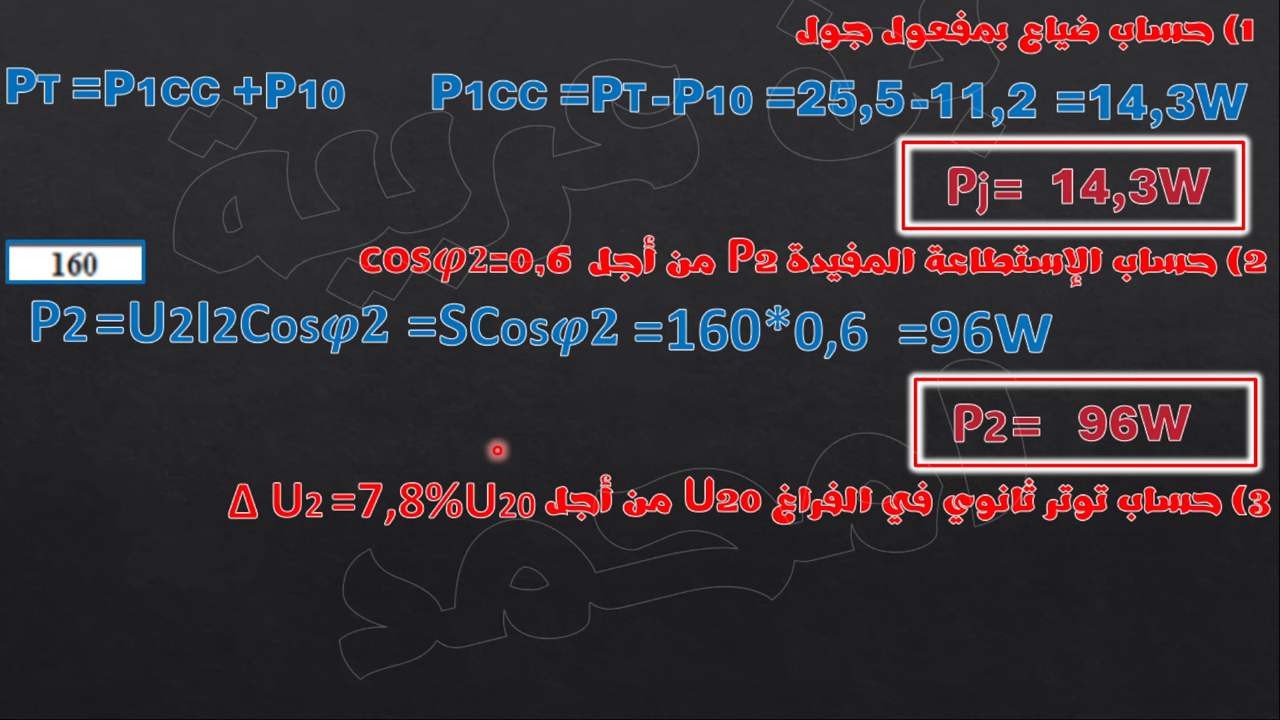 1) حساب ضياع بمفعول جول
PT =P1CC +P10 P1CC =PT-P10 =25,5-11,2 =14,3W
Pj= 14,3W
2) حساب الإستطاعة المفيدة P2 من أجل cosφ2=0,6
160
P2=U2I2Cosφ2 =SCosφ2 =160*0,6 =96W
P2= 96W
3) حساب توتر ثانوي في الفراغ U20 من أجل Δ U2 =7,8%U20